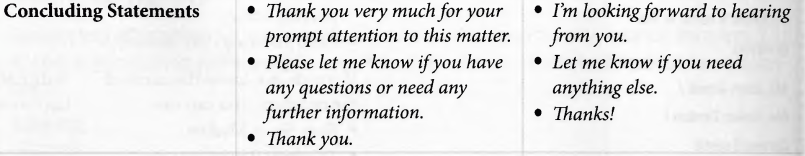 Concluding Statements
• Thank you very much for your
prompt attention to this matter.
• Please let me know if you have
any questions or need any
further information.
• Thank you.
• I'm looking forward to hearing
from you.
• Let me know if you need
anything else.
• Thanks!